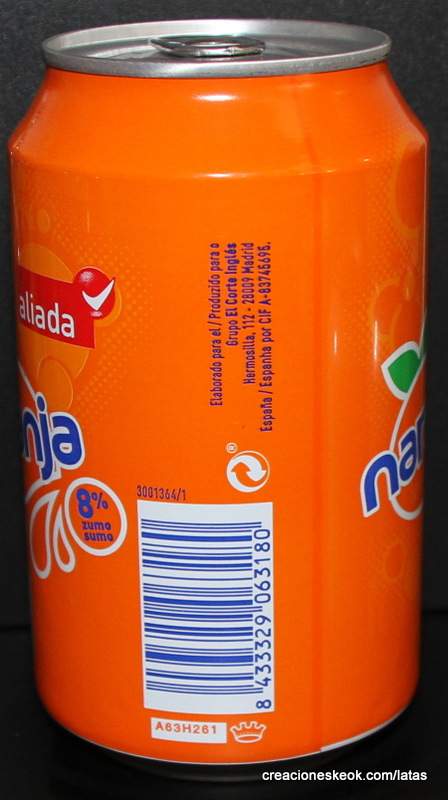 aliada
nja
8%
zumo
sumo
Elaborado para el / Produzido para o
Grupo El Corte Inglés
Hermosilla, 112 - 28009 Madrid
España / Espanha por CIF A-83745695.
®
3001364/1
8 433329 063180
A63H261
nar
creacioneskeok.com/latas